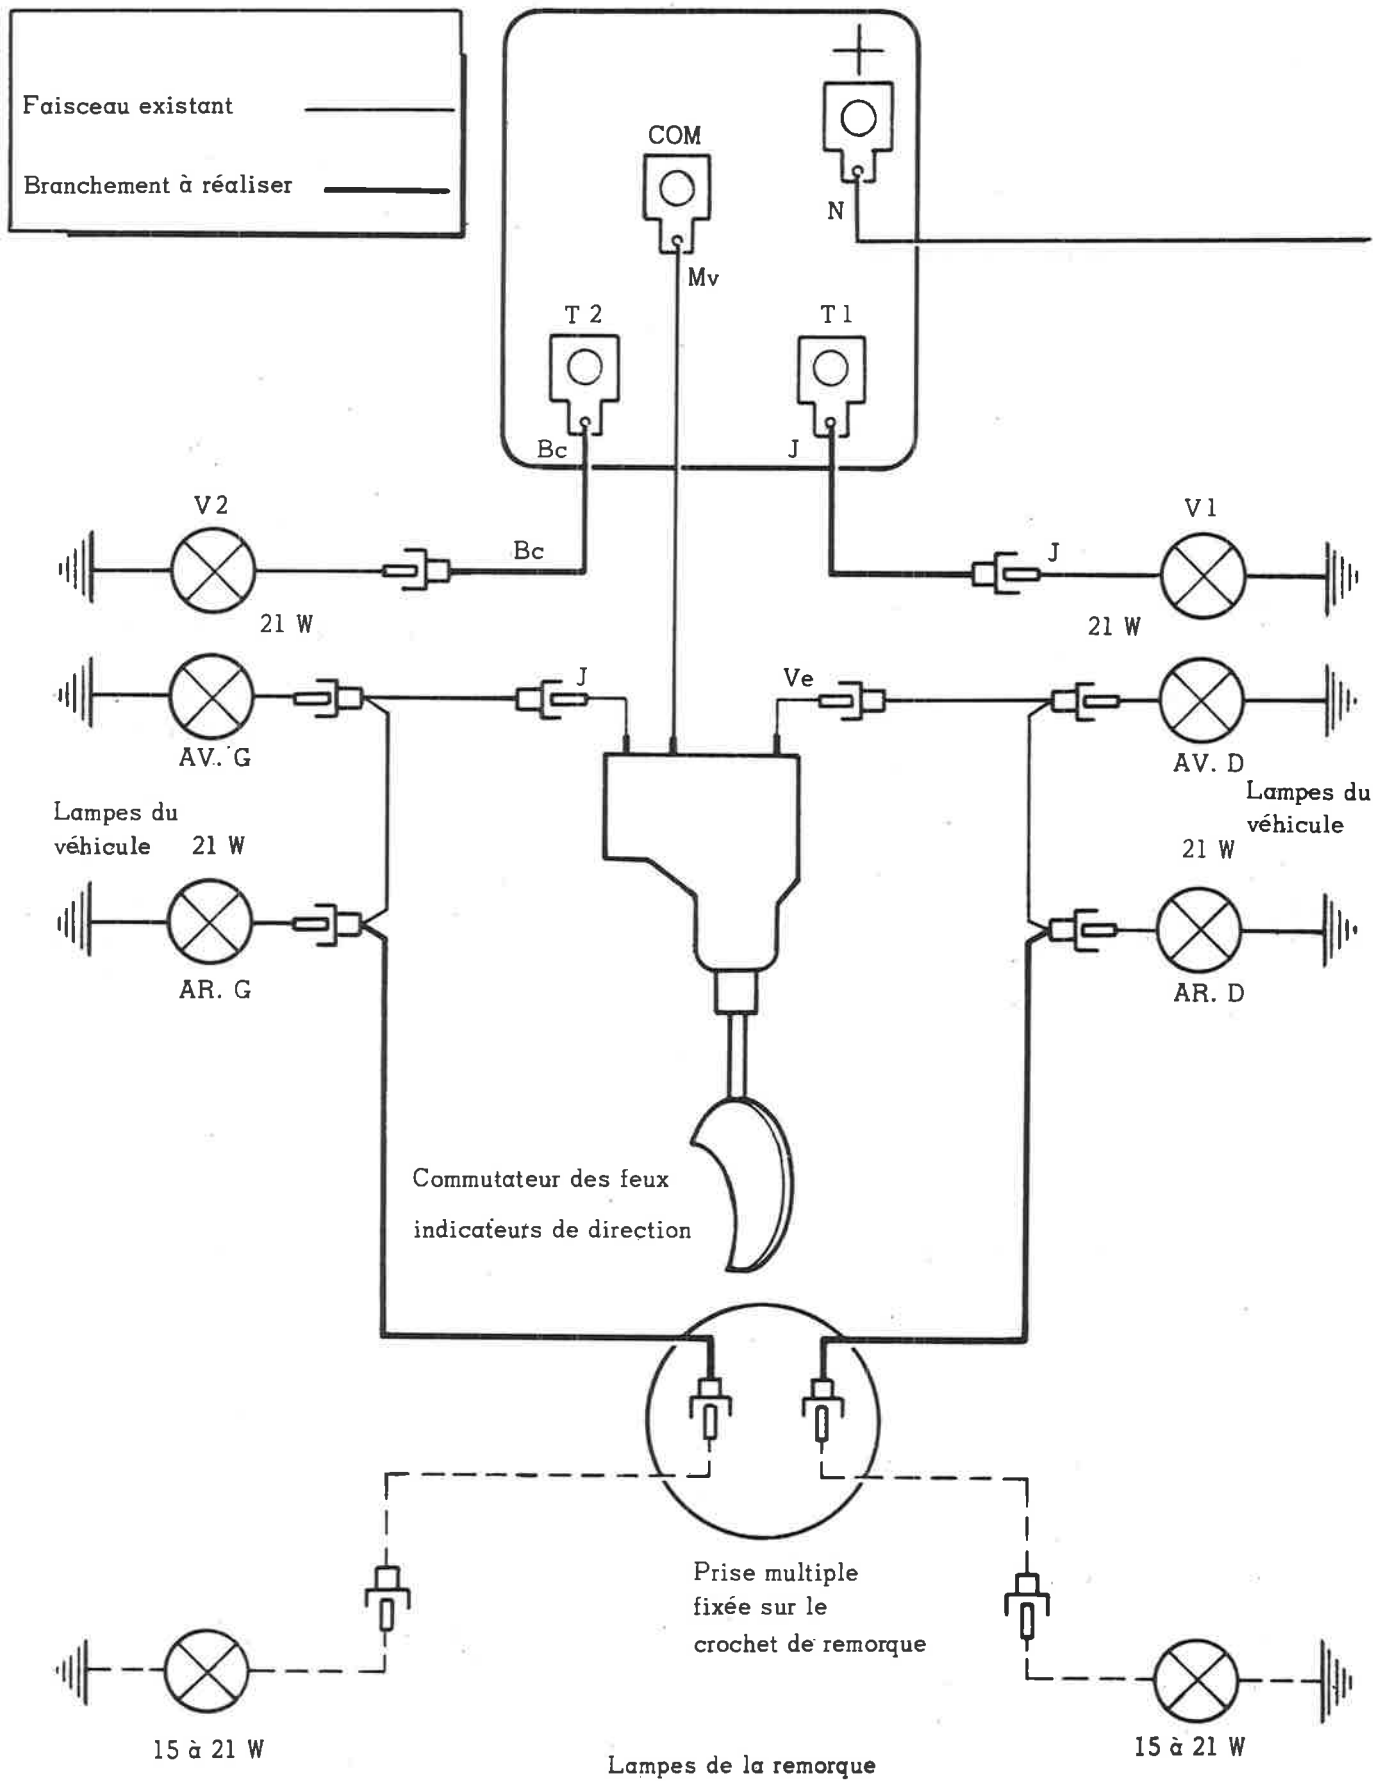 Faisceau existant
Branchement à réaliser
COM
N
Mv
T 2
T 1
Bc
J
V 2
V 1
Bc
J
21 W
21 W
J
Ve
AV. G
AV. D
Lampes du
véhicule
21 W
Lampes du
véhicule
21 W
AR. G
AR. D
Commutateur des feux
indicateurs de direction
Prise multiple
fixée sur le
crochet de remorque
15 à 21 W
15 à 21 W
Lampes de la remorque